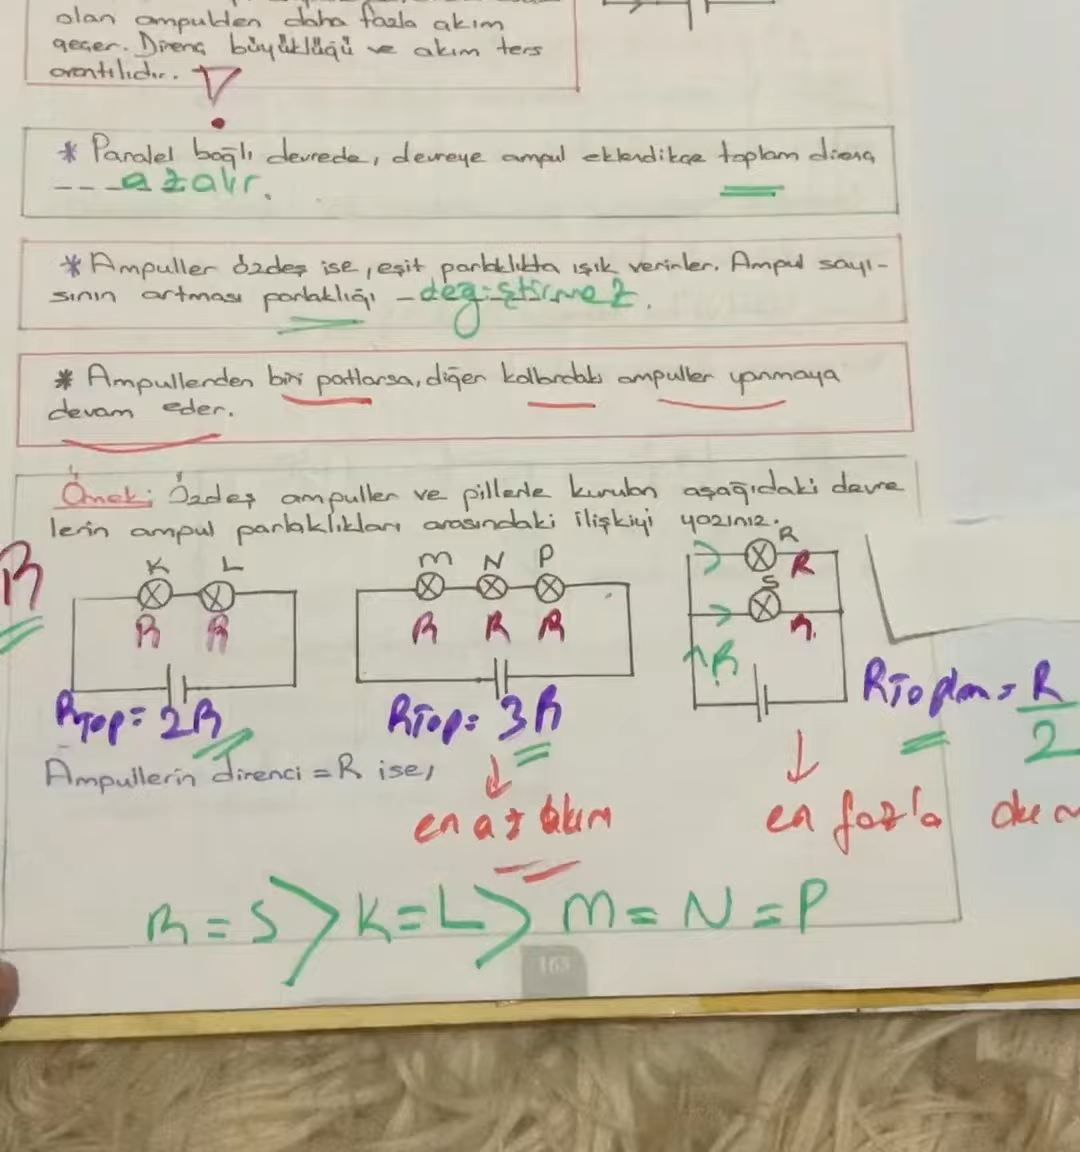 olan ampulden daha fazla akım
geçer. Direnç büyüklüğü ve akım ters
orantılıdır. !
* Paralel bağlı devrede, devreye ampul eklendikçe toplam direnç
---azalır.
* Ampuller özdeş ise, eşit parlaklıkta ışık verirler. Ampul sayı-
sının artması parlaklığı -değiştirmez.
* Ampullerden biri patlarsa, diğer kollardaki ampuller yanmaya
devam eder.
Örnek: Özdeş ampuller ve pillerle kurulan aşağıdaki devre
lerin ampul parlaklıkları arasındaki ilişkiyi yazınız.
R
K L
R R
RTop= 2R
M N P
R R R
RTop= 3R
R
R
S
R
R
RToplam= R/2
Ampullerin direnci = R ise,
en az akım
en fazla
R = S > K = L > M = N = P
163